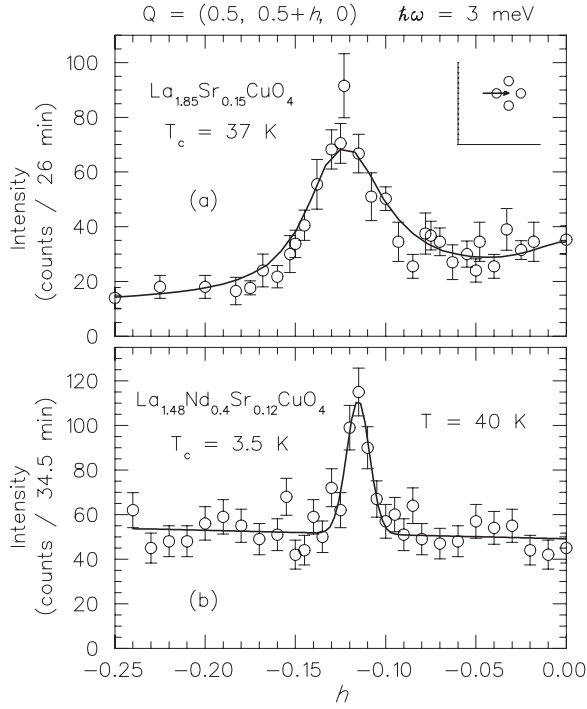 Q = (0.5, 0.5+h, 0) ℏω = 3 meV
100
80
60
40
20
0
Intensity
(counts / 26 min)
La₁.₈₅Sr₀.₁₅CuO₄
T_c = 37 K
(a)
120
100
80
60
40
20
0
Intensity
(counts / 34.5 min)
La₁.₄₈Nd₀.₄Sr₀.₁₂CuO₄
T_c = 3.5 K
T = 40 K
(b)
−0.25 −0.20 −0.15 −0.10 −0.05 0.00
h